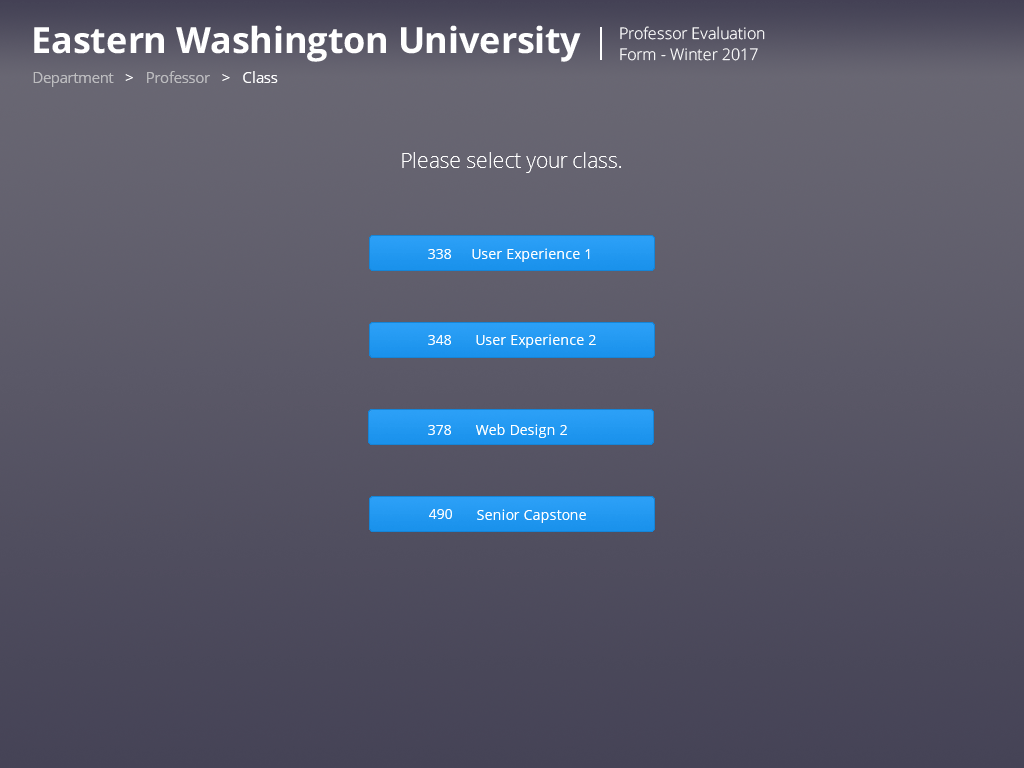 Eastern Washington University
Professor Evaluation
Form - Winter 2017
Department > Professor > Class
Please select your class.
338 User Experience 1
348 User Experience 2
378 Web Design 2
490 Senior Capstone